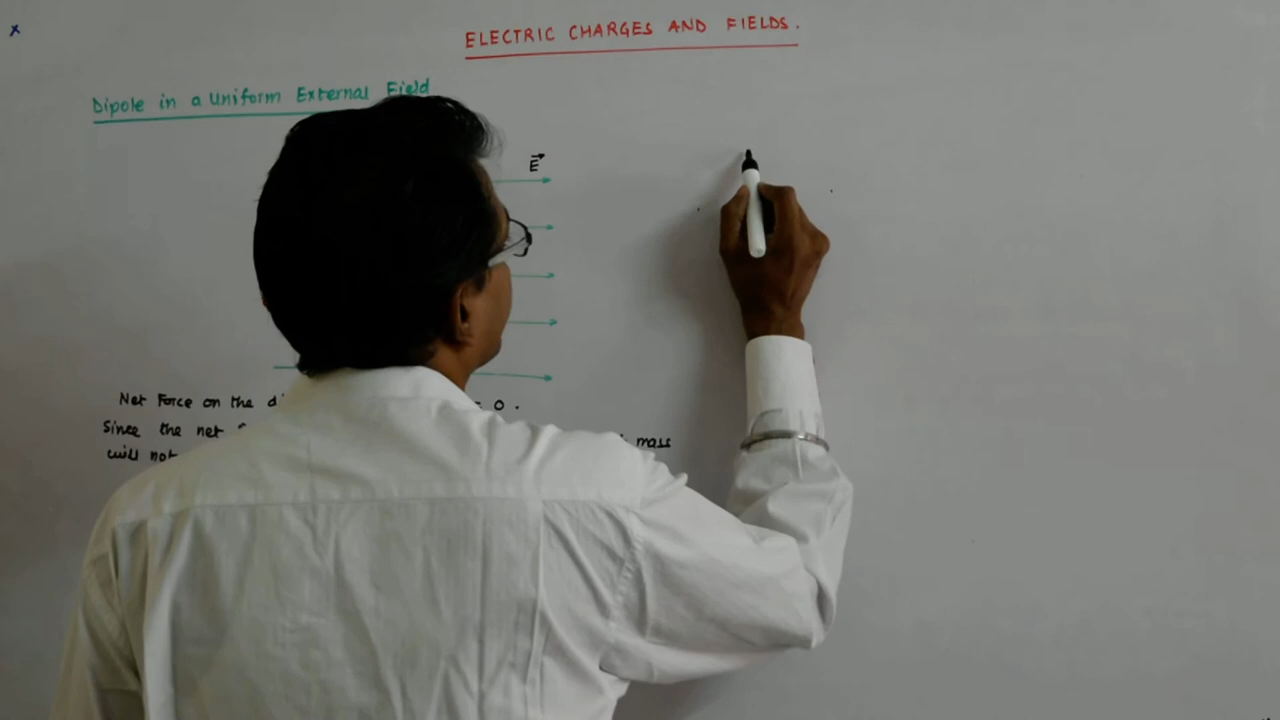 x
ELECTRIC CHARGES AND FIELDS.
Dipole in a Uniform External Field
E
Net Force on the = 0.
Since the net mass
will not